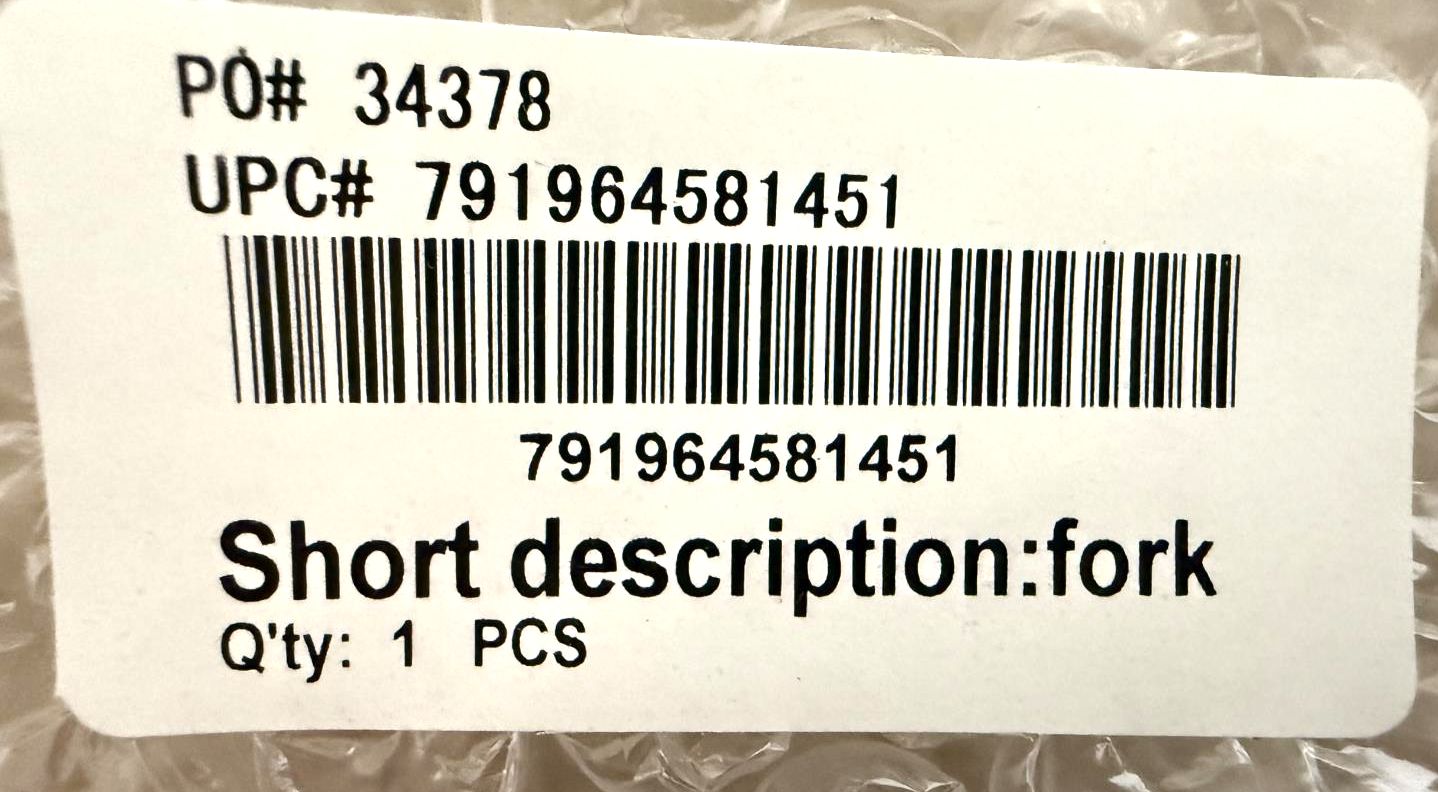 PO# 34378
UPC# 791964581451
791964581451
Short description:fork
Q'ty: 1 PCS